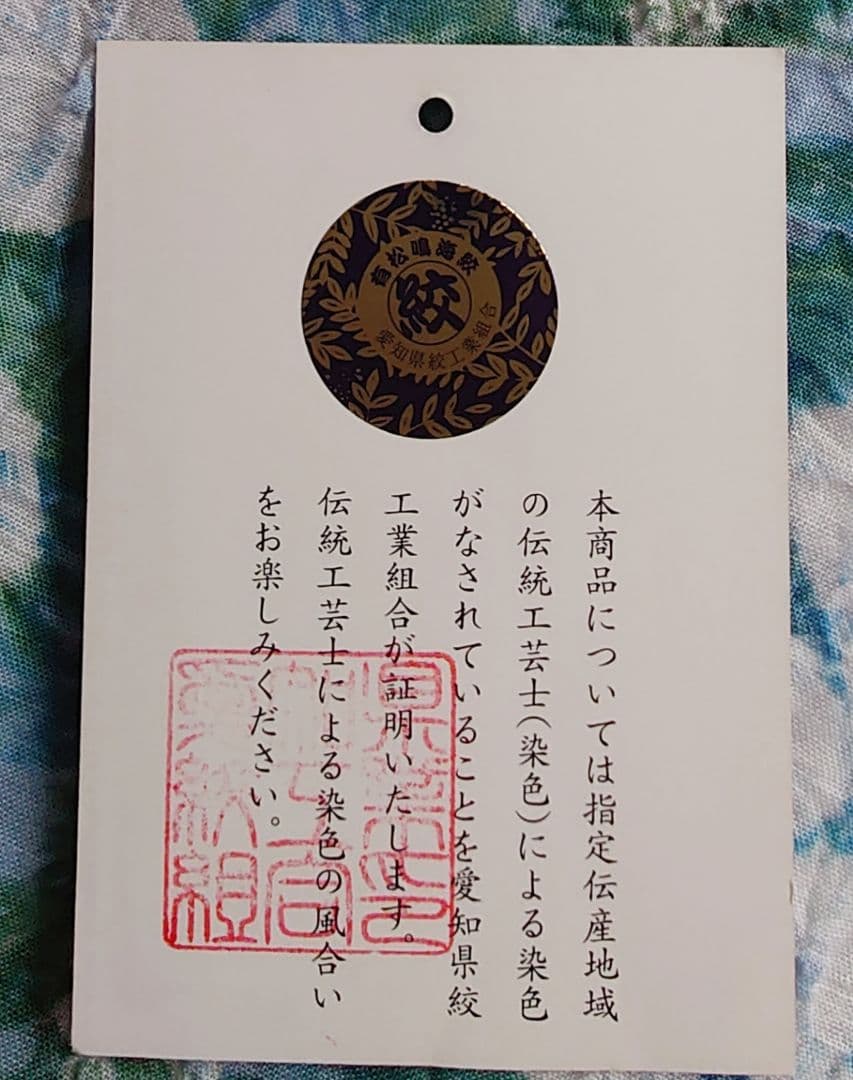 有松鳴海絞
絞
愛知県絞工業組合
本商品については指定伝産地域
の伝統工芸士(染色)による染色
がなされていることを愛知県絞
工業組合が証明いたします。
伝統工芸士による染色の風合い
をお楽しみください。